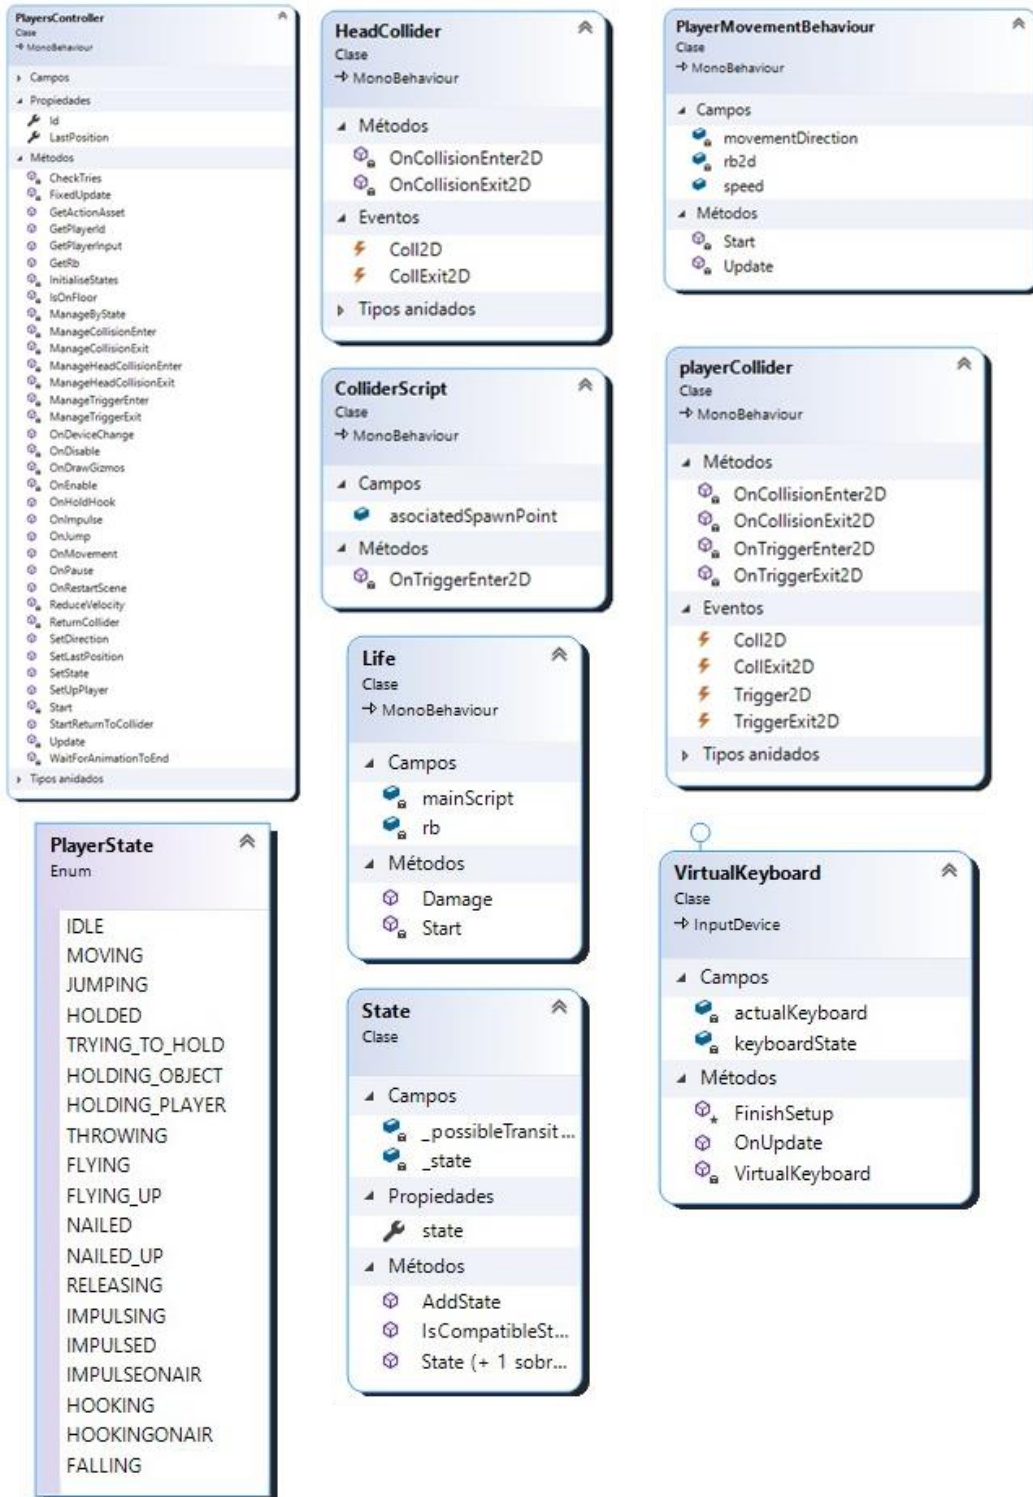 PlayersController
Clase
MonoBehaviour
Campos
Propiedades
Id
LastPosition
Métodos
CheckTries
FixedUpdate
GetActionAsset
GetPlayerId
GetPlayerInput
GetRb
InitialiseStates
IsOnFloor
ManageByState
ManageCollisionEnter
ManageCollisionExit
ManageHeadCollisionEnter
ManageHeadCollisionExit
ManageTriggerEnter
ManageTriggerExit
OnDeviceChange
OnDisable
OnDrawGizmos
OnEnable
OnHoldHook
OnImpulse
OnJump
OnMovement
OnPause
OnRestartScene
ReduceVelocity
ReturnCollider
SetDirection
SetLastPosition
SetState
SetUpPlayer
Start
StartReturnToCollider
Update
WaitForAnimationToEnd
Tipos anidados
HeadCollider
Clase
MonoBehaviour
Métodos
OnCollisionEnter2D
OnCollisionExit2D
Eventos
Coll2D
CollExit2D
Tipos anidados
PlayerMovementBehaviour
Clase
MonoBehaviour
Campos
movementDirection
rb2d
speed
Métodos
Start
Update
ColliderScript
Clase
MonoBehaviour
Campos
asociatedSpawnPoint
Métodos
OnTriggerEnter2D
playerCollider
Clase
MonoBehaviour
Métodos
OnCollisionEnter2D
OnCollisionExit2D
OnTriggerEnter2D
OnTriggerExit2D
Eventos
Coll2D
CollExit2D
Trigger2D
TriggerExit2D
Tipos anidados
Life
Clase
MonoBehaviour
Campos
mainScript
rb
Métodos
Damage
Start
PlayerState
Enum
IDLE
MOVING
JUMPING
HOLDED
TRYING_TO_HOLD
HOLDING_OBJECT
HOLDING_PLAYER
THROWING
FLYING
FLYING_UP
NAILED
NAILED_UP
RELEASING
IMPULSING
IMPULSED
IMPULSEONAIR
HOOKING
HOOKINGONAIR
FALLING
State
Clase
Campos
_possibleTransit...
_state
Propiedades
state
Métodos
AddState
IsCompatibleSt...
State (+ 1 sobr...
VirtualKeyboard
Clase
InputDevice
Campos
actualKeyboard
keyboardState
Métodos
FinishSetup
OnUpdate
VirtualKeyboard